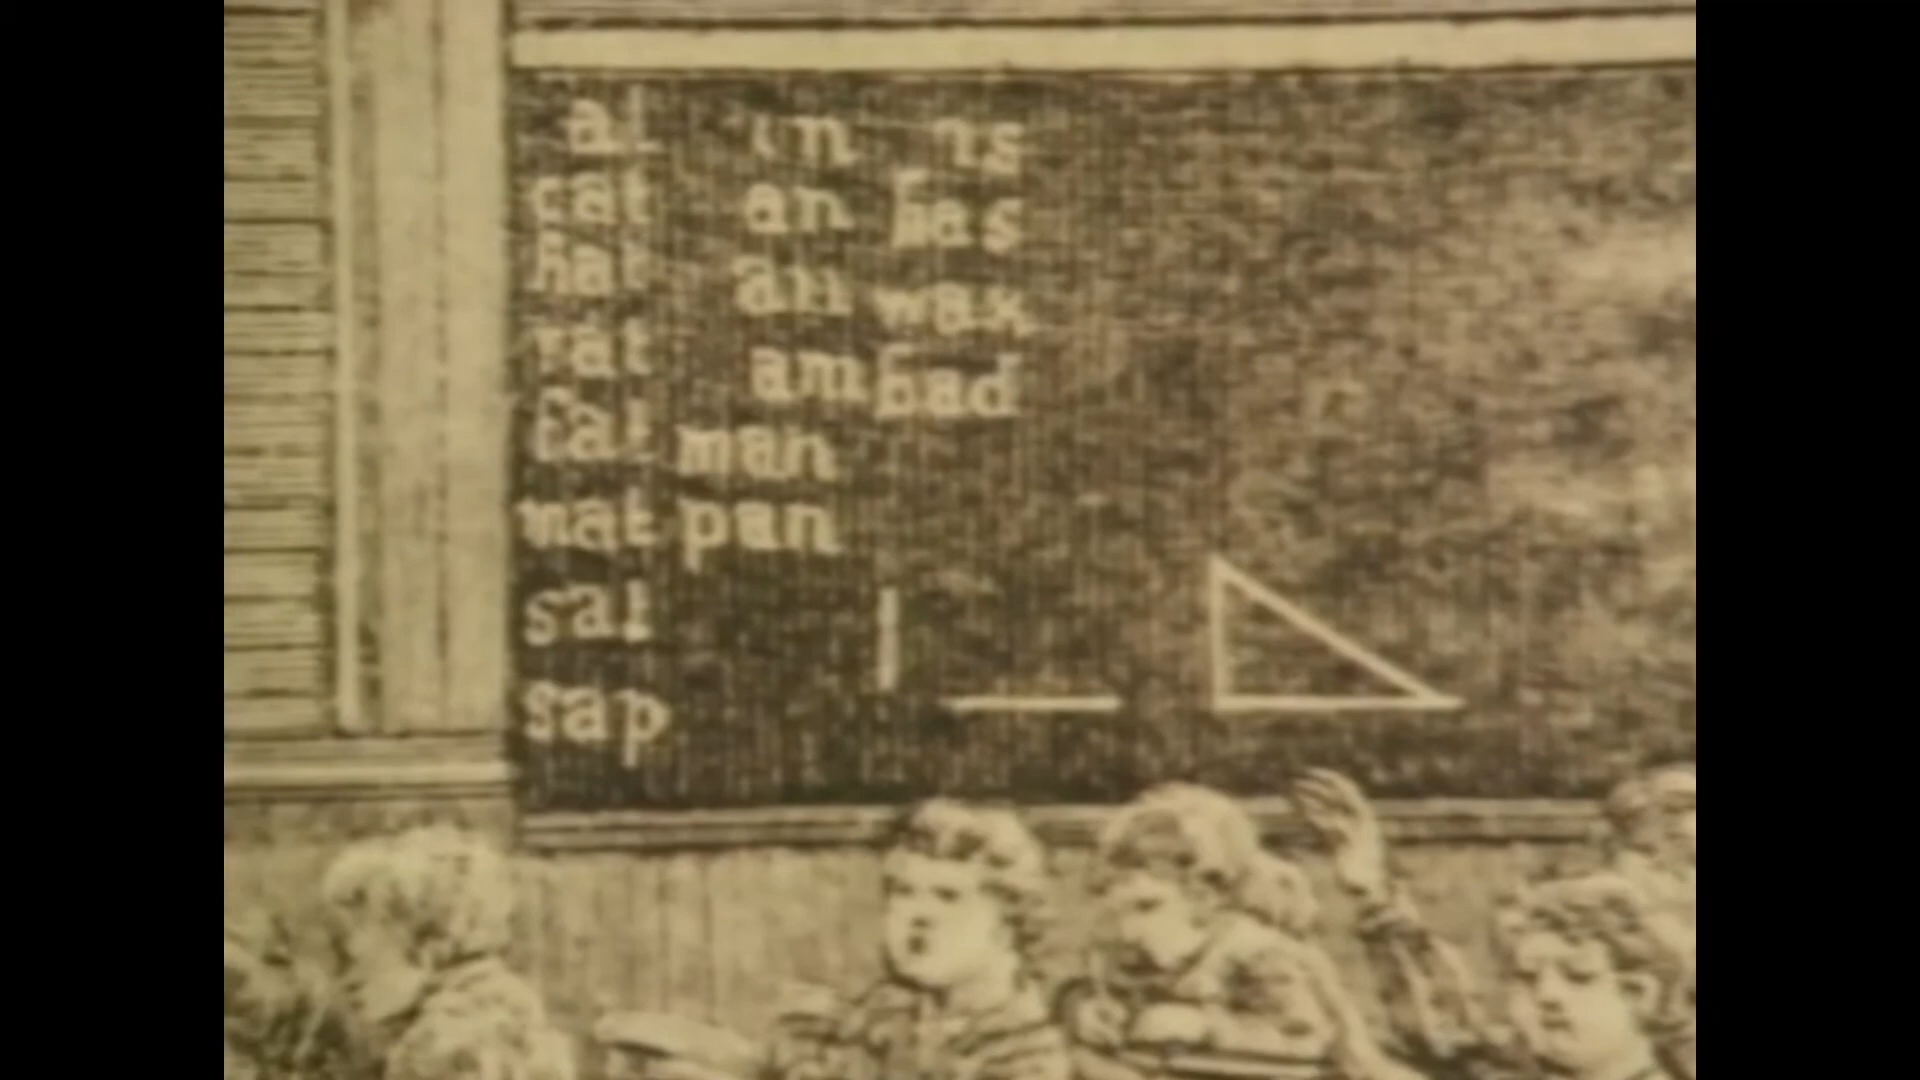 at in is
cat an has
hat an wax
rat am bad
fat man
mat pan
sat
sap